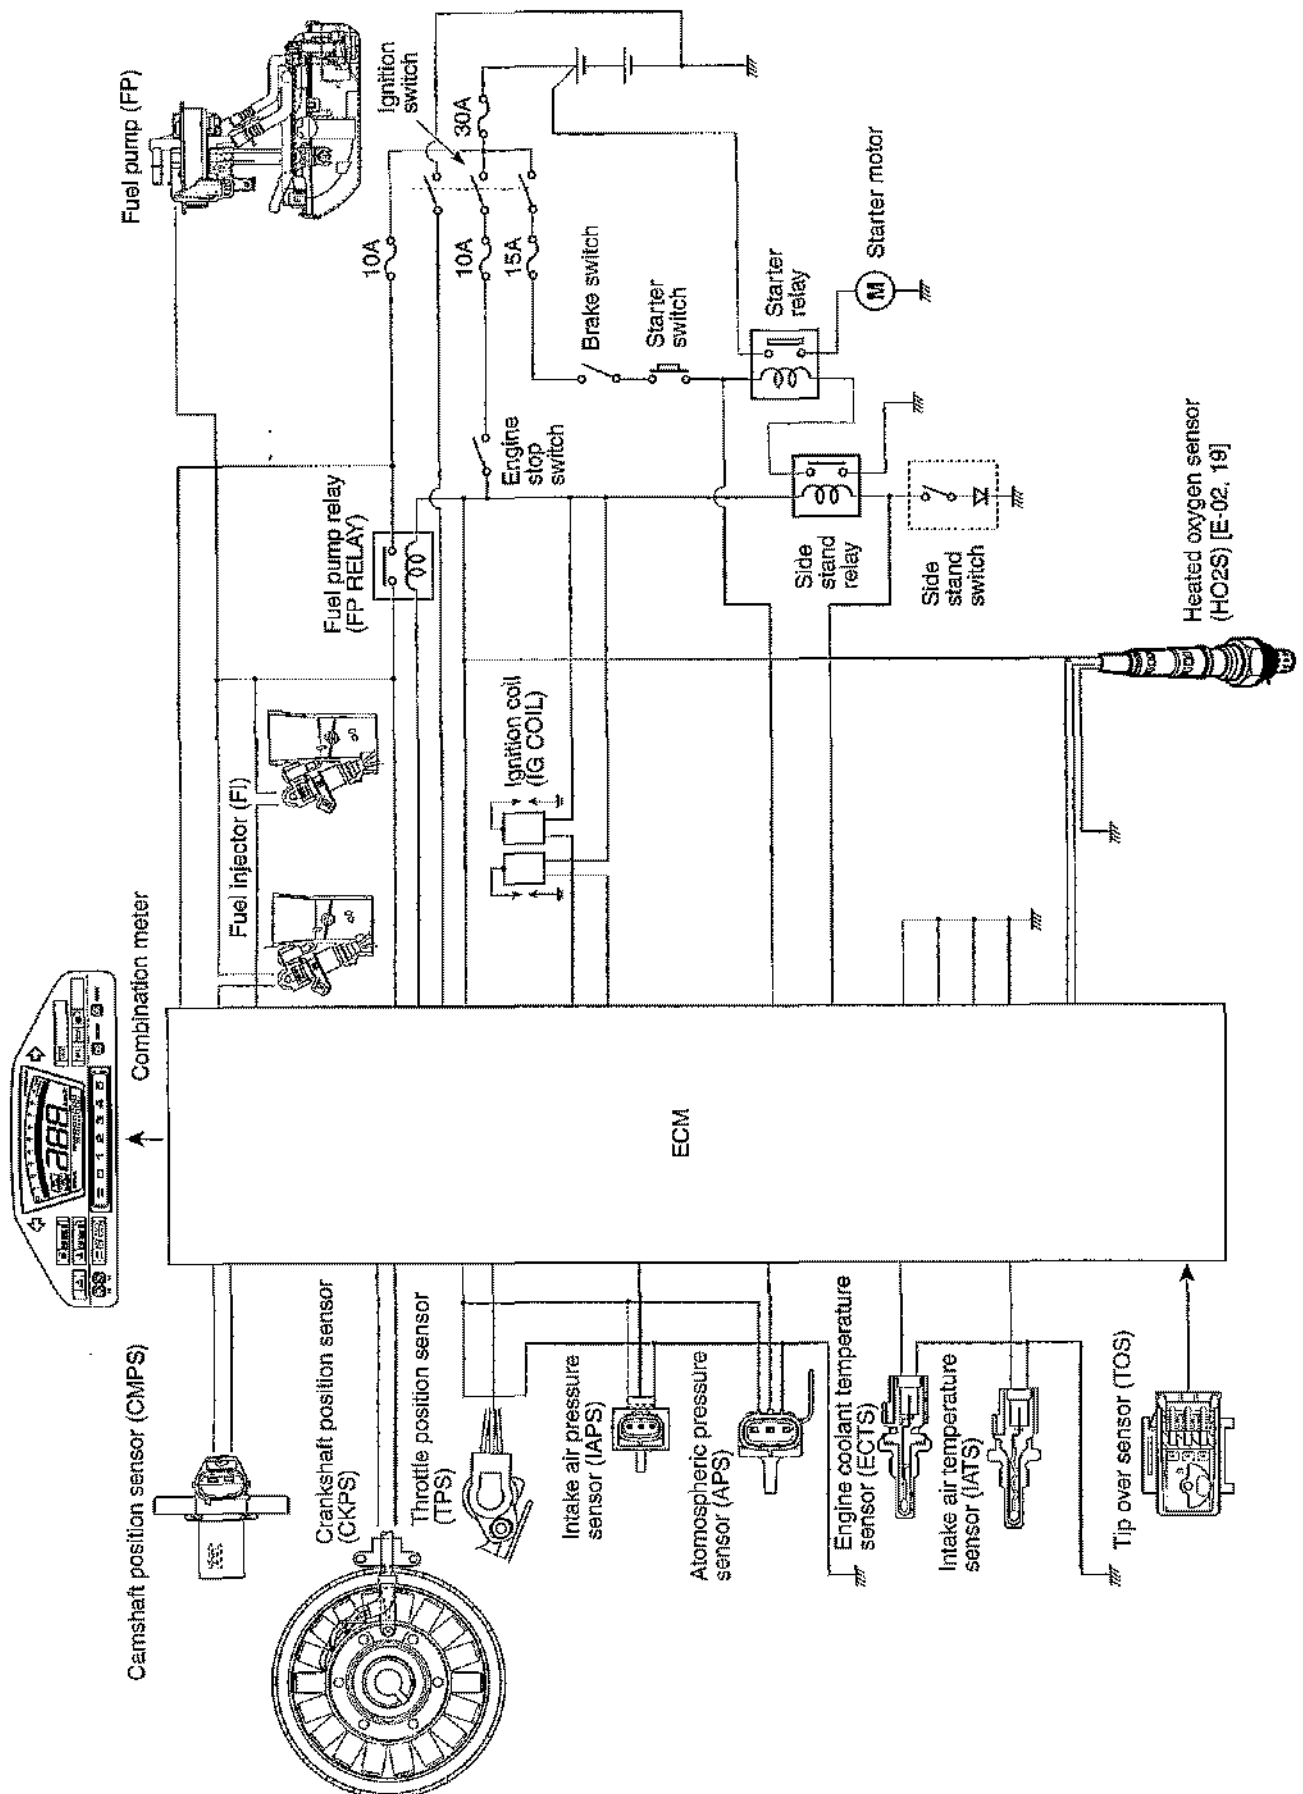 Fuel pump (FP)
Ignition
switch
30A
10A
10A
15A
Brake switch
Starter
switch
Starter
relay
Starter motor
M
Engine
stop
switch
Fuel pump relay
(FP RELAY)
Side
stand
relay
Side
stand
switch
Heated oxygen sensor
(HO2S) [E-02, 19]
Ignition coil
(IG COIL)
Fuel injector (FI)
Combination meter
ECM
Camshaft position sensor (CMPS)
Crankshaft position sensor
(CKPS)
Throttle position sensor
(TPS)
Intake air pressure
sensor (IAPS)
Atomospheric pressure
sensor (APS)
Engine coolant temperature
sensor (ECTS)
Intake air temperature
sensor (IATS)
Tip over sensor (TOS)